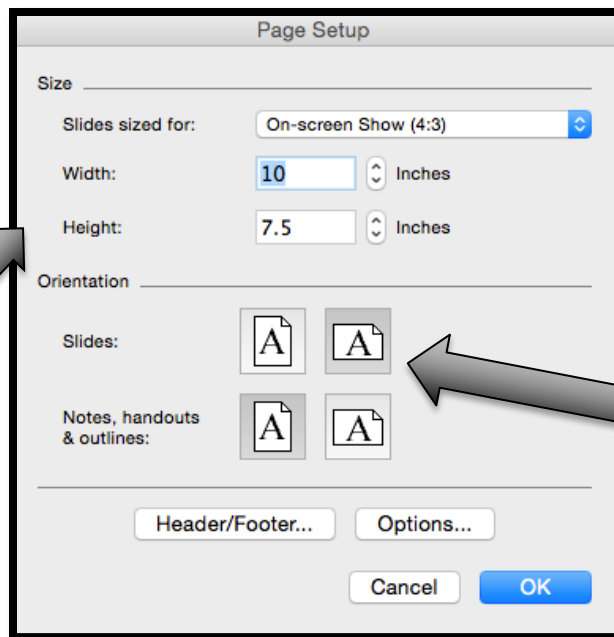 Page Setup
Size
Slides sized for: On-screen Show (4:3)
Width: 10 Inches
Height: 7.5 Inches
Orientation
Slides: A A
Notes, handouts
& outlines: A A
Header/Footer... Options...
Cancel OK